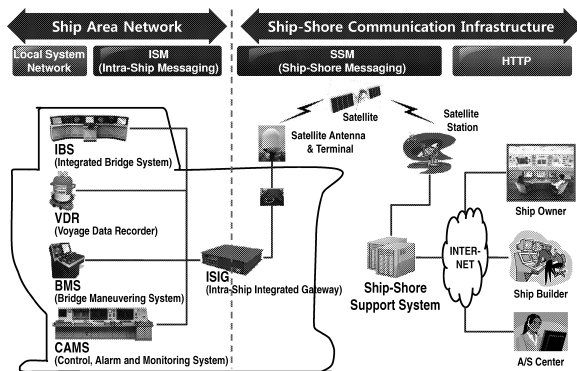 Ship Area Network
Ship-Shore Communication Infrastructure
Local System
Network
ISM
(Intra-Ship Messaging)
SSM
(Ship-Shore Messaging)
HTTP
IBS
(Integrated Bridge System)
VDR
(Voyage Data Recorder)
BMS
(Bridge Maneuvering System)
CAMS
(Control, Alarm and Monitoring System)
ISIG
(Intra-Ship Integrated Gateway)
Satellite Antenna
& Terminal
Satellite
Satellite
Station
Ship-Shore
Support System
INTER-
NET
Ship Owner
Ship Builder
A/S Center